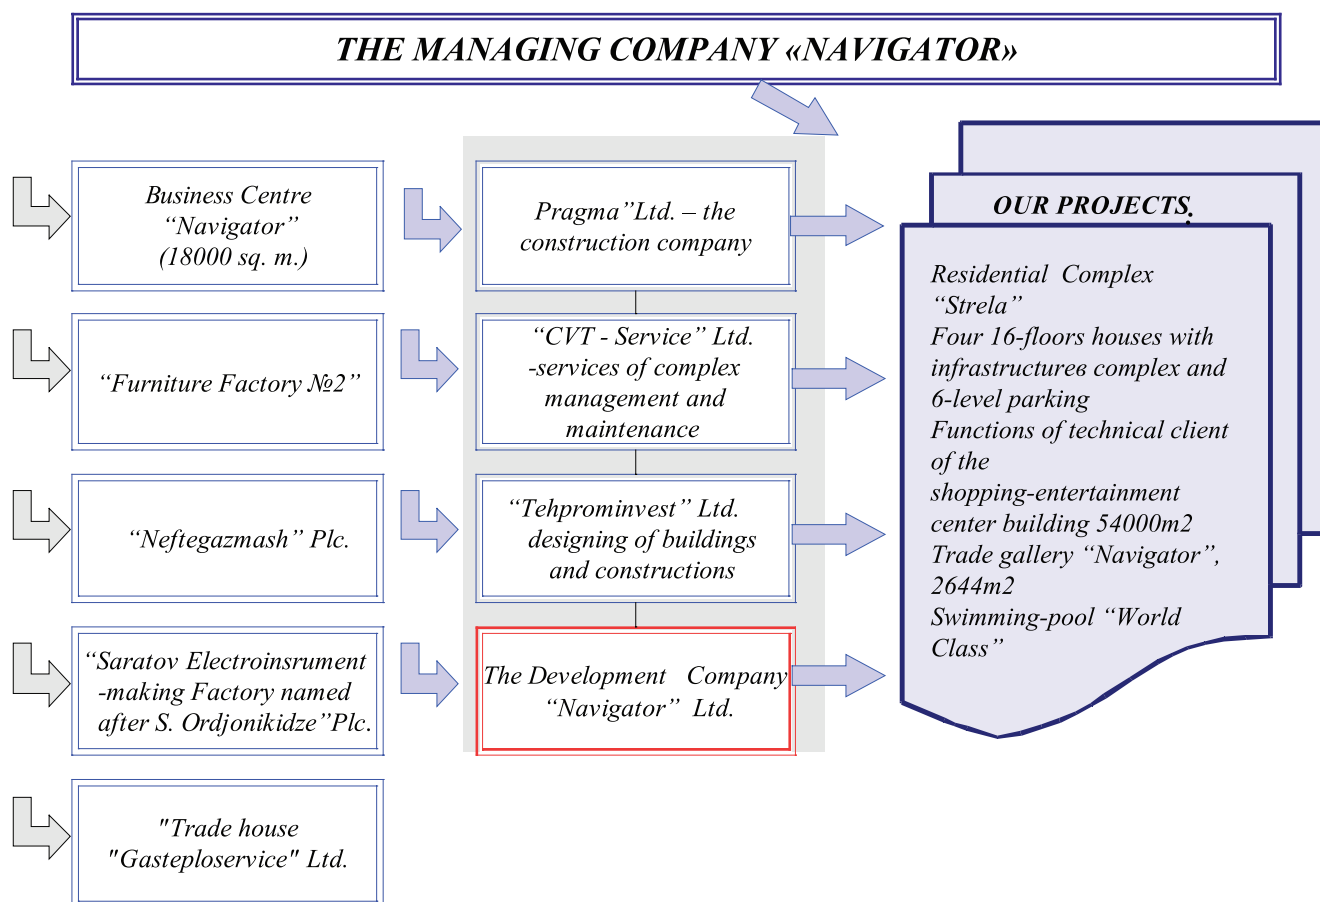 THE MANAGING COMPANY «NAVIGATOR»
Business Centre
“Navigator”
(18000 sq. m.)
“Furniture Factory №2”
“Neftegazmash” Plc.
“Saratov Electroinsrument
-making Factory named
after S. Ordjonikidze”Plc.
"Trade house
"Gasteploservice" Ltd.
Pragma”Ltd. – the
construction company
“CVT - Service” Ltd.
-services of complex
management and
maintenance
“Tehprominvest” Ltd.
designing of buildings
and constructions
The Development Company
“Navigator” Ltd.
OUR PROJECTS:
Residential Complex
“Strela”
Four 16-floors houses with
infrastructureв complex and
6-level parking
Functions of technical client
of the
shopping-entertainment
center building 54000m2
Trade gallery “Navigator”,
2644m2
Swimming-pool “World
Class”